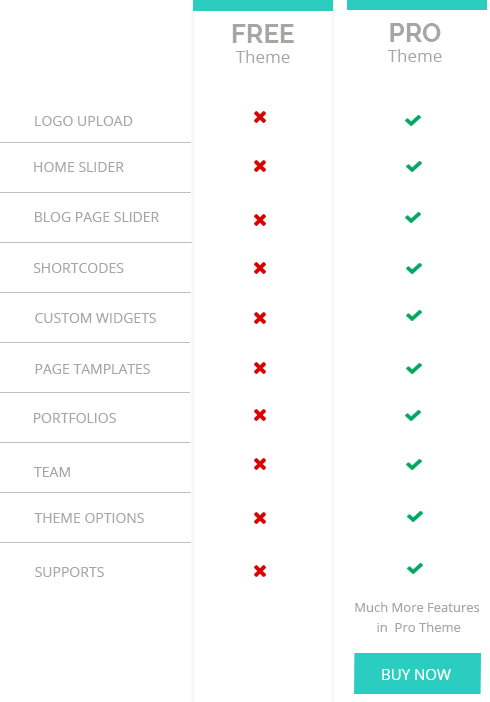 FREE
Theme
PRO
Theme
LOGO UPLOAD
HOME SLIDER
BLOG PAGE SLIDER
SHORTCODES
CUSTOM WIDGETS
PAGE TAMPLATES
PORTFOLIOS
TEAM
THEME OPTIONS
SUPPORTS
Much More Features
in Pro Theme
BUY NOW